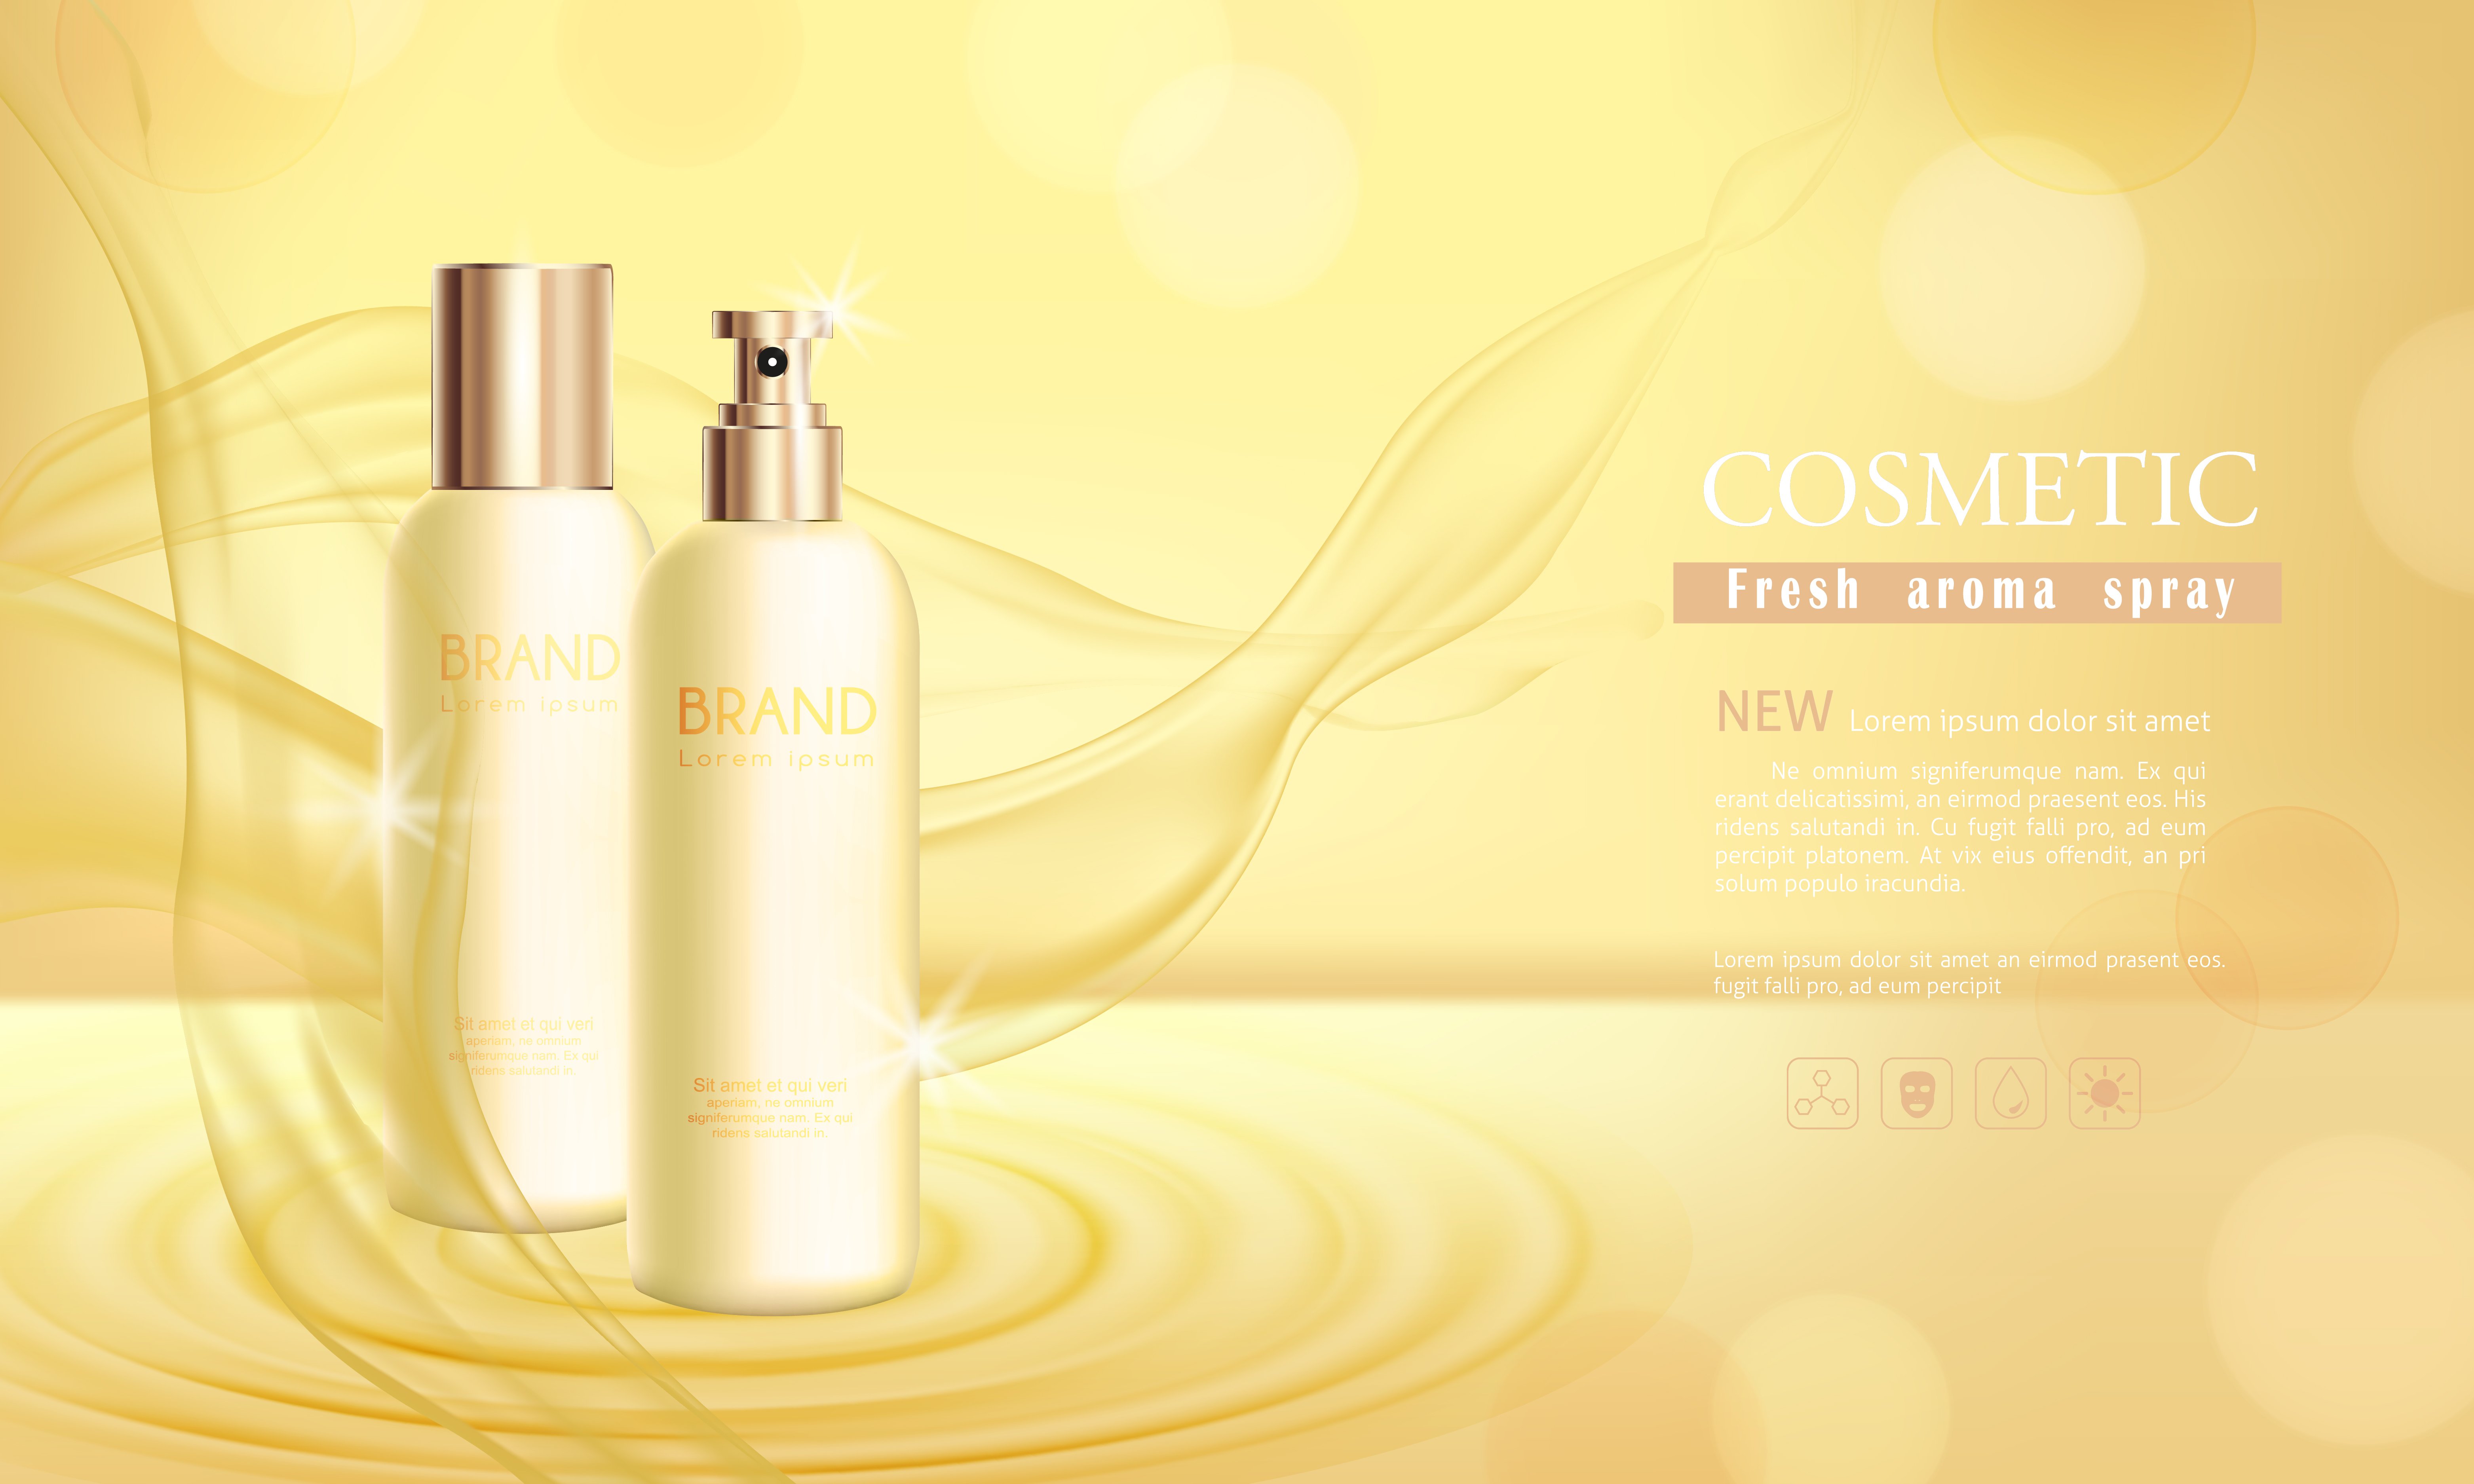 BRAND
Lorem ipsum
Sit amet et qui veri
aperiam, ne omnium
signiferumque nam. Ex qui
ridens salutandi in.
BRAND
Lorem ipsum
Sit amet et qui veri
aperiam, ne omnium
signiferumque nam. Ex qui
ridens salutandi in.
COSMETIC
Fresh aroma spray
NEW Lorem ipsum dolor sit amet
Ne omnium signiferumque nam. Ex qui
erant delicatissimi, an eirmod praesent eos. His
ridens salutandi in. Cu fugit falli pro, ad eum
percipit platonem. At vix eius offendit, an pri
solum populo iracundia.
Lorem ipsum dolor sit amet an eirmod prasent eos.
fugit falli pro, ad eum percipit